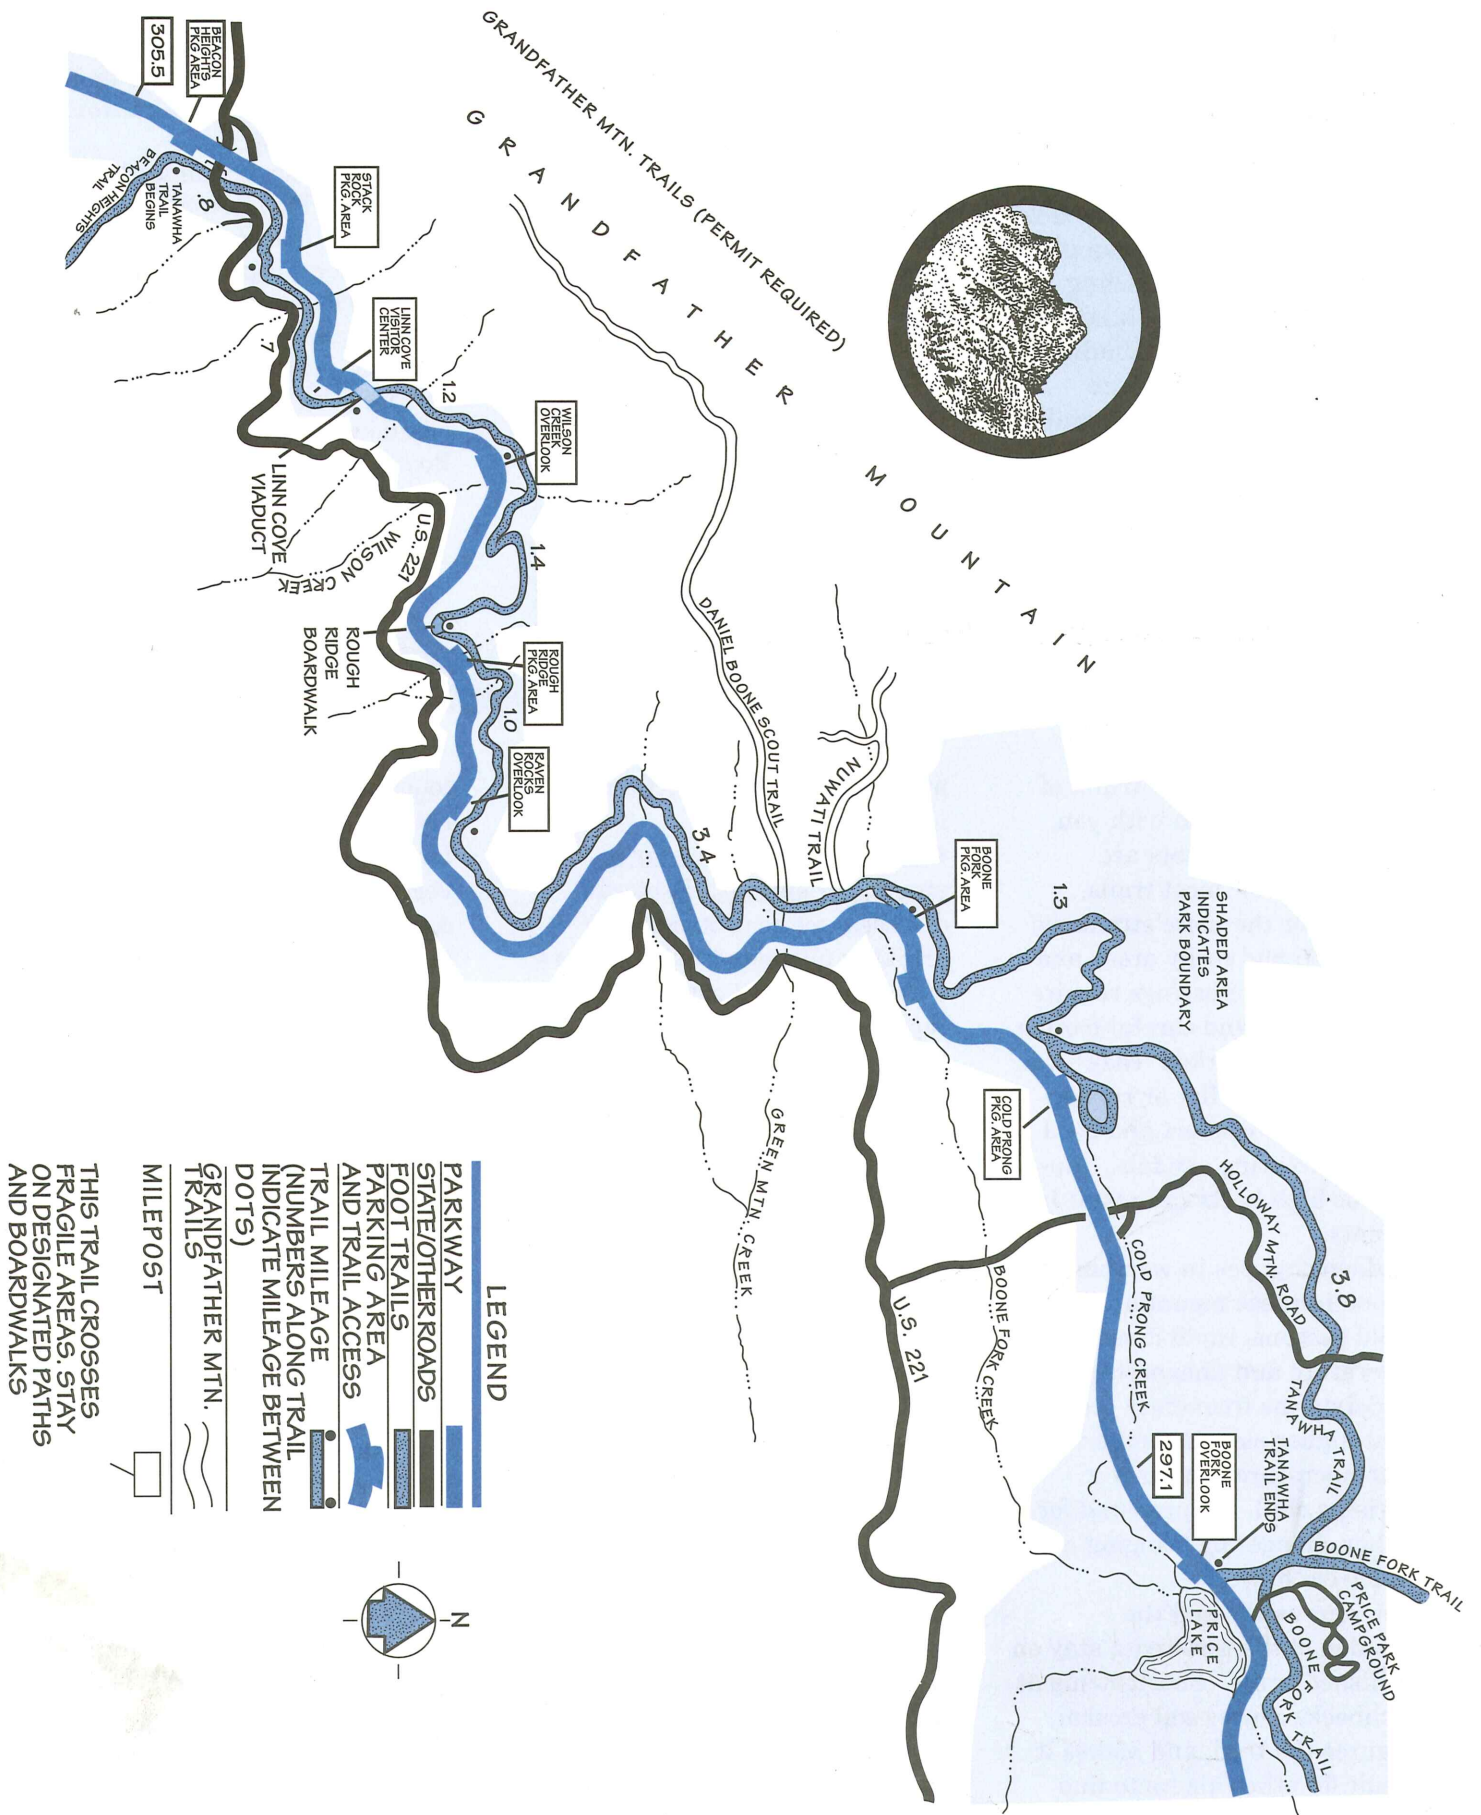 GRANDFATHER MTN. TRAILS (PERMIT REQUIRED)
GRANDFATHER MOUNTAIN
BEACON
HEIGHTS
PKG AREA
305.5
BEACON HEIGHTS
TRAIL
TANAWHA
TRAIL
BEGINS
.8
STACK
ROCK
PKG. AREA
.7
LINN COVE
VISITOR
CENTER
LINN COVE
VIADUCT
1.2
WILSON
CREEK
OVERLOOK
WILSON
CREEK
U.S. 221
1.4
ROUGH
RIDGE
BOARDWALK
ROUGH
RIDGE
PKG. AREA
1.0
RAVEN
ROCKS
OVERLOOK
3.4
DANIEL BOONE SCOUT TRAIL
NUWATI TRAIL
BOONE
FORK
PKG. AREA
1.3
SHADED AREA
INDICATES
PARK BOUNDARY
COLD PRONG
PKG. AREA
GREEN MTN CREEK
HOLLOWAY MTN. ROAD
COLD PRONG CREEK
BOONE FORK CREEK
U.S. 221
3.8
TANAWHA TRAIL
297.1
BOONE
FORK
OVERLOOK
TANAWHA
TRAIL ENDS
BOONE FORK TRAIL
PRICE PARK
CAMPGROUND
PRICE
LAKE
BOONE FORK TRAIL
LEGEND
PARKWAY
STATE/OTHER ROADS
FOOT TRAILS
PARKING AREA
AND TRAIL ACCESS
TRAIL MILEAGE
(NUMBERS ALONG TRAIL
INDICATE MILEAGE BETWEEN
DOTS)
GRANDFATHER MTN.
TRAILS
MILEPOST
THIS TRAIL CROSSES
FRAGILE AREAS. STAY
ON DESIGNATED PATHS
AND BOARDWALKS
N